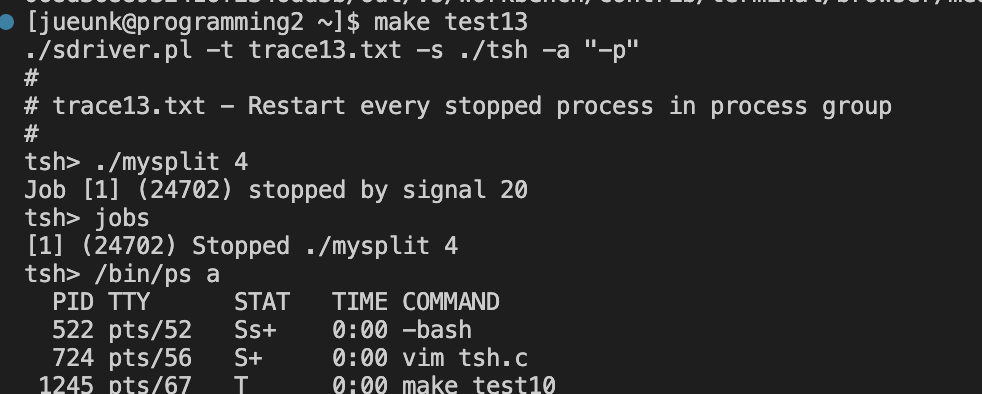 [jueunk@programming2 ~]$ make test13
./sdriver.pl -t trace13.txt -s ./tsh -a "-p"
#
# trace13.txt - Restart every stopped process in process group
#
tsh> ./mysplit 4
Job [1] (24702) stopped by signal 20
tsh> jobs
[1] (24702) Stopped ./mysplit 4
tsh> /bin/ps a
PID TTY STAT TIME COMMAND
522 pts/52 Ss+ 0:00 -bash
724 pts/56 S+ 0:00 vim tsh.c
1245 pts/67 T 0:00 make test10